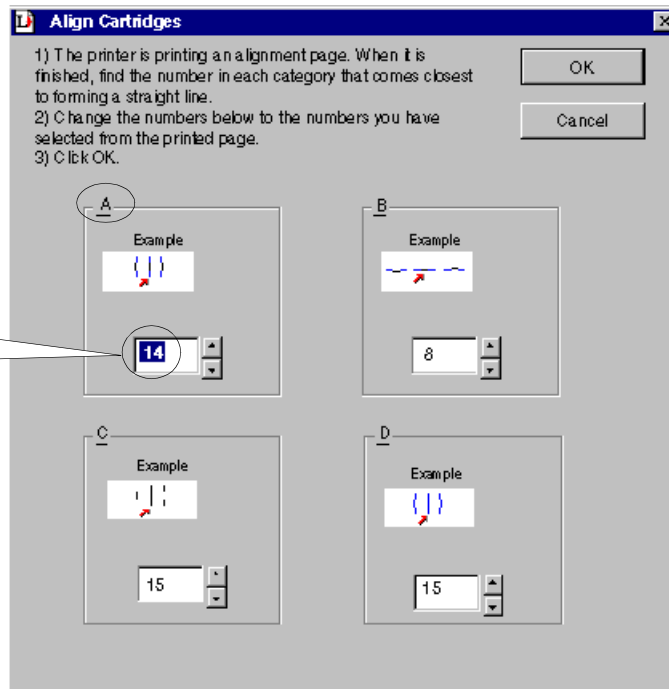 Align Cartridges
1) The printer is printing an alignment page. When it is
finished, find the number in each category that comes closest
to forming a straight line.
2) Change the numbers below to the numbers you have
selected from the printed page.
3) Click OK.
OK
Cancel
A
Example
14
B
Example
8
C
Example
15
D
Example
15